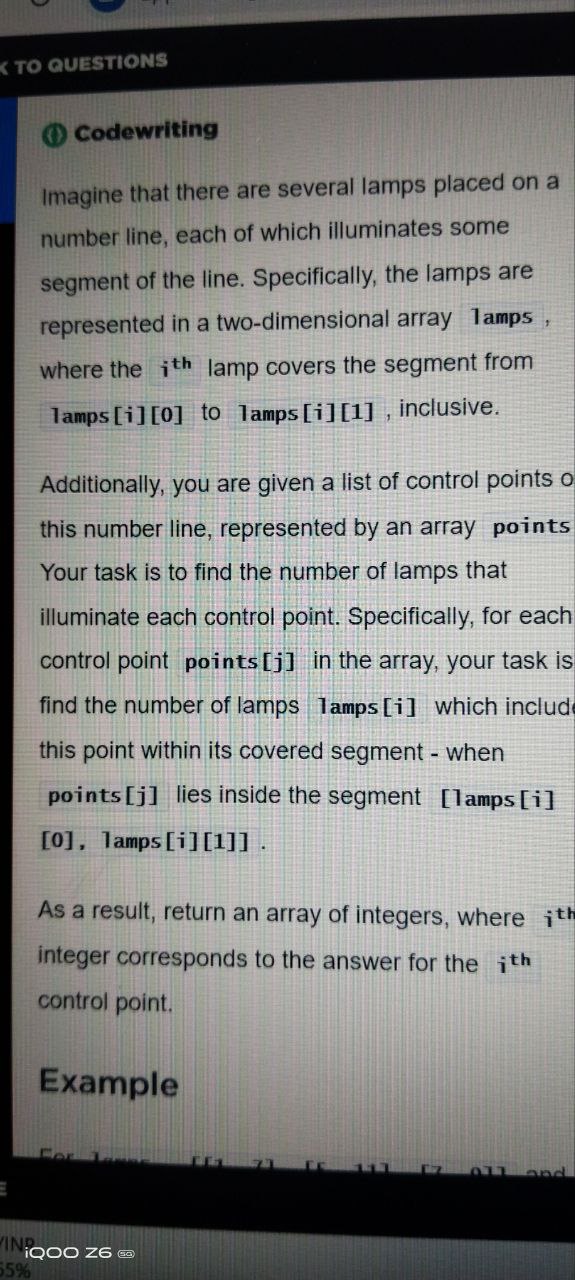 TO QUESTIONS
Codewriting
Imagine that there are several lamps placed on a
number line, each of which illuminates some
segment of the line. Specifically, the lamps are
represented in a two-dimensional array lamps ,
where the ith lamp covers the segment from
lamps[i][0] to lamps[i][1] , inclusive.
Additionally, you are given a list of control points
this number line, represented by an array points
Your task is to find the number of lamps that
illuminate each control point. Specifically, for each
control point points[j] in the array, your task is
find the number of lamps lamps[i] which include
this point within its covered segment - when
points[j] lies inside the segment [lamps[i]
[0], lamps[i][1]] .
As a result, return an array of integers, where ith
integer corresponds to the answer for the ith
control point.
Example
For lamps
/INR
55%
iQOO Z6 5G